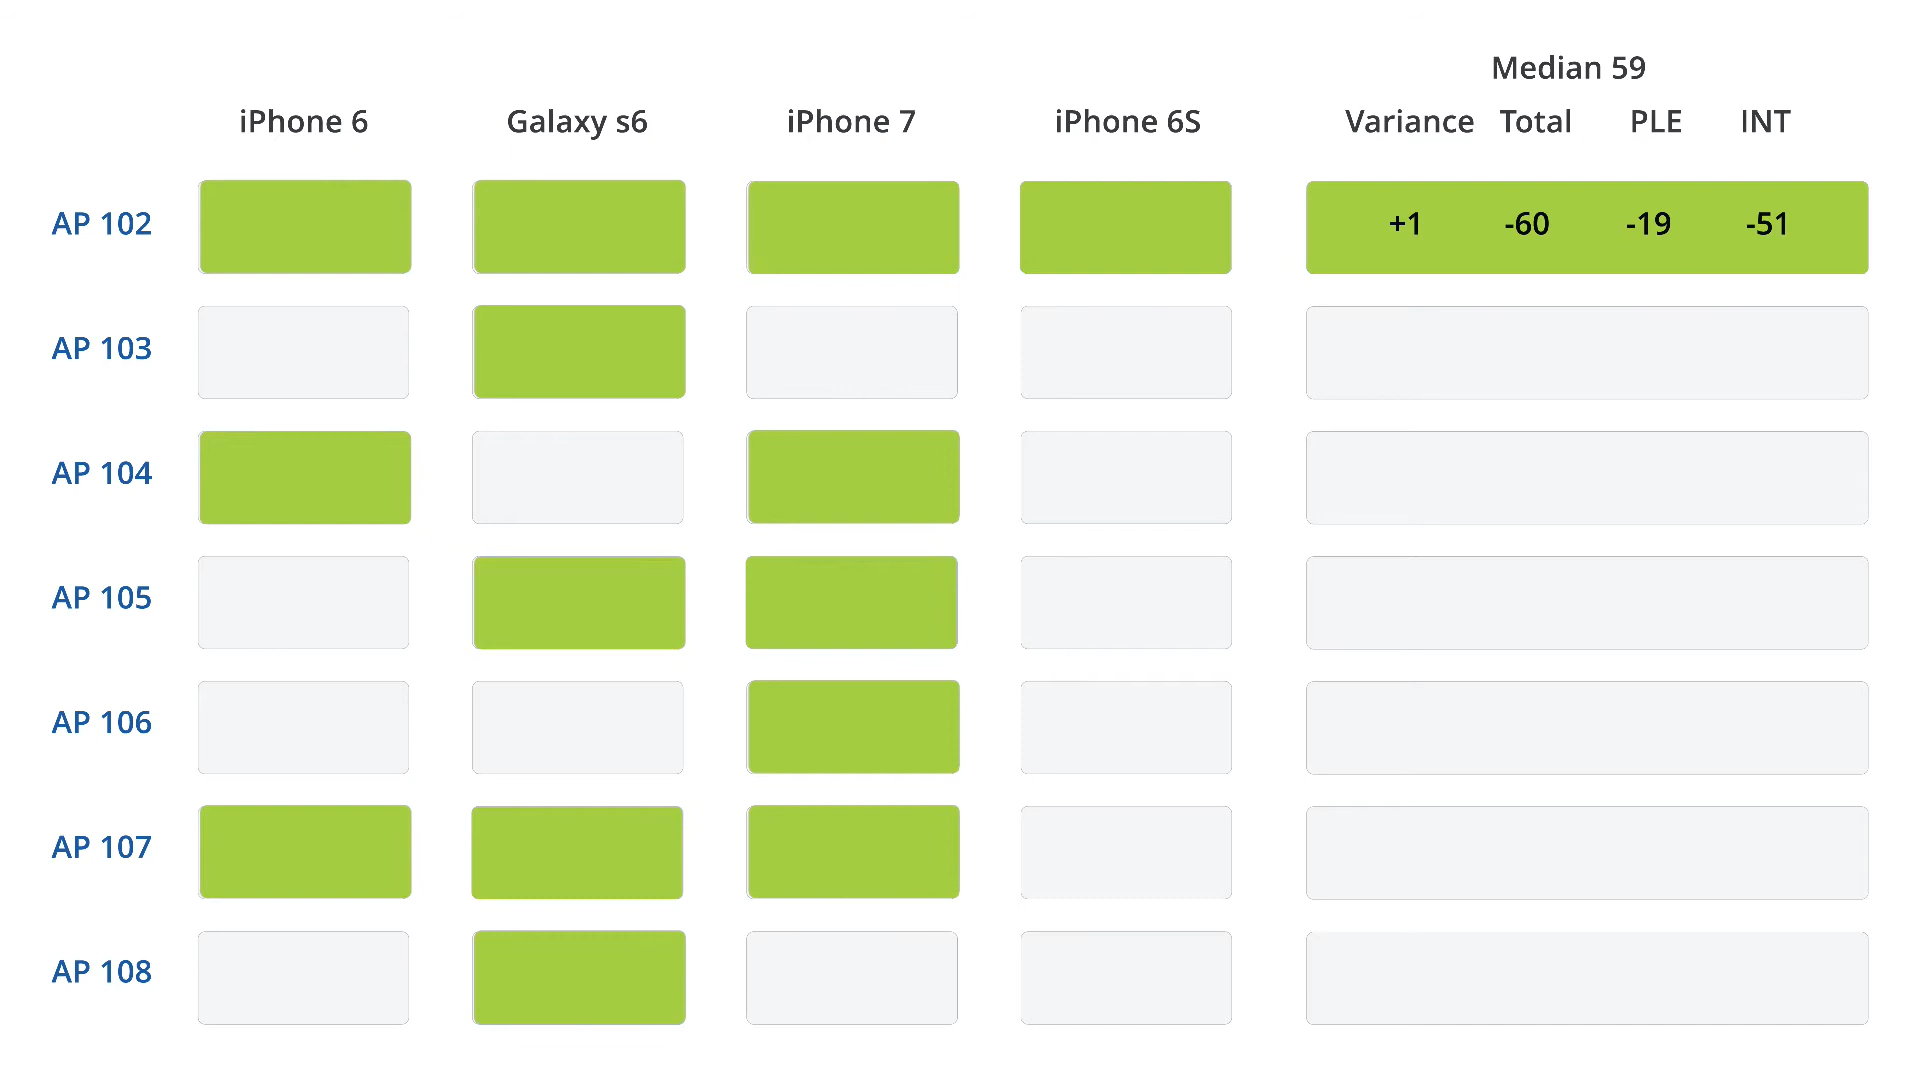 Median 59
iPhone 6 Galaxy s6 iPhone 7 iPhone 6S Variance Total PLE INT
AP 102 +1 -60 -19 -51
AP 103
AP 104
AP 105
AP 106
AP 107
AP 108